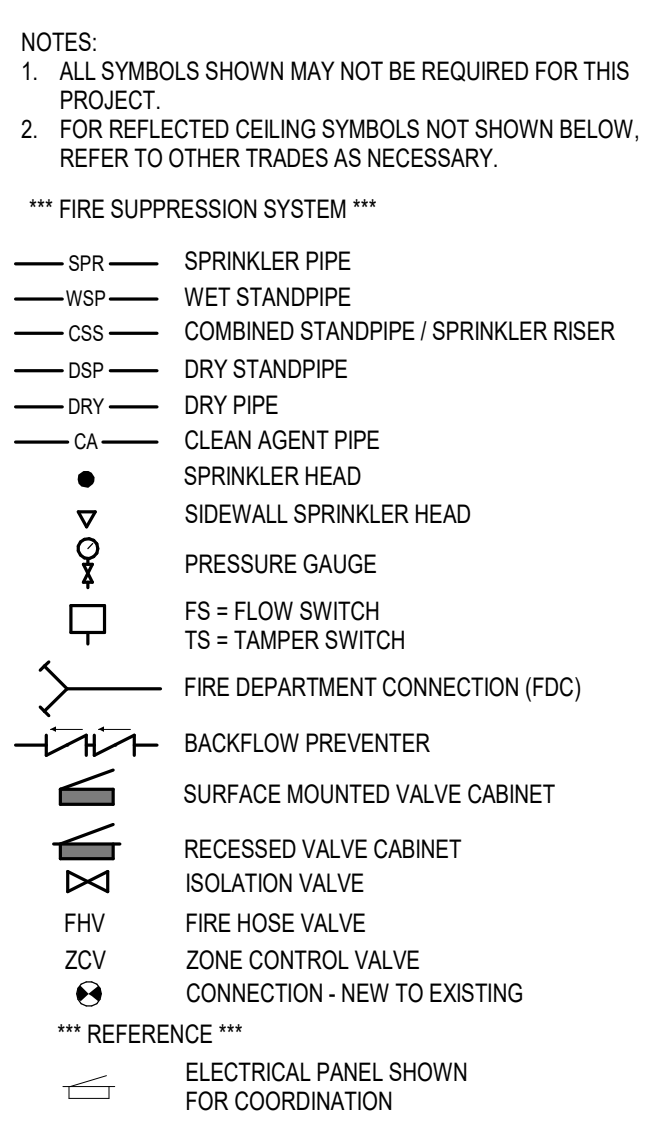 NOTES:
1. ALL SYMBOLS SHOWN MAY NOT BE REQUIRED FOR THIS
PROJECT.
2. FOR REFLECTED CEILING SYMBOLS NOT SHOWN BELOW,
REFER TO OTHER TRADES AS NECESSARY.
*** FIRE SUPPRESSION SYSTEM ***
SPR SPRINKLER PIPE
WSP WET STANDPIPE
CSS COMBINED STANDPIPE / SPRINKLER RISER
DSP DRY STANDPIPE
DRY DRY PIPE
CA CLEAN AGENT PIPE
SPRINKLER HEAD
SIDEWALL SPRINKLER HEAD
PRESSURE GAUGE
FS = FLOW SWITCH
TS = TAMPER SWITCH
FIRE DEPARTMENT CONNECTION (FDC)
BACKFLOW PREVENTER
SURFACE MOUNTED VALVE CABINET
RECESSED VALVE CABINET
ISOLATION VALVE
FHV FIRE HOSE VALVE
ZCV ZONE CONTROL VALVE
CONNECTION - NEW TO EXISTING
*** REFERENCE ***
ELECTRICAL PANEL SHOWN
FOR COORDINATION